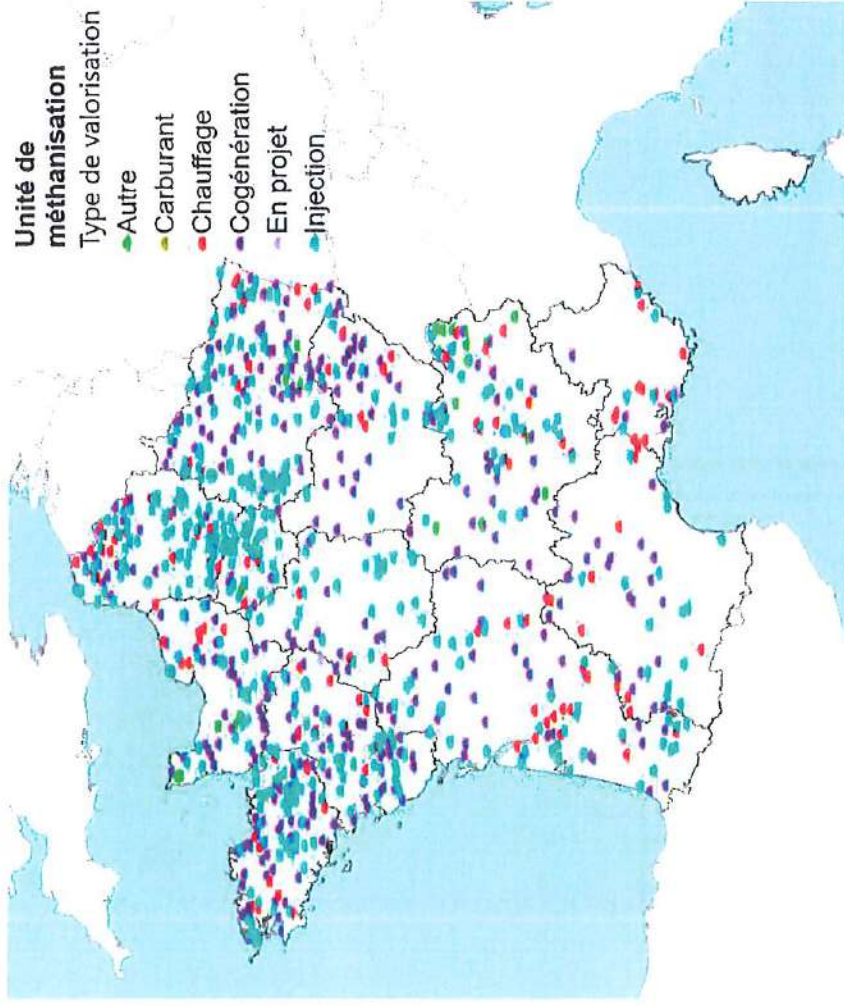 Unité de
méthanisation
Type de valorisation
Autre
Carburant
Chauffage
Cogénération
En projet
Injection